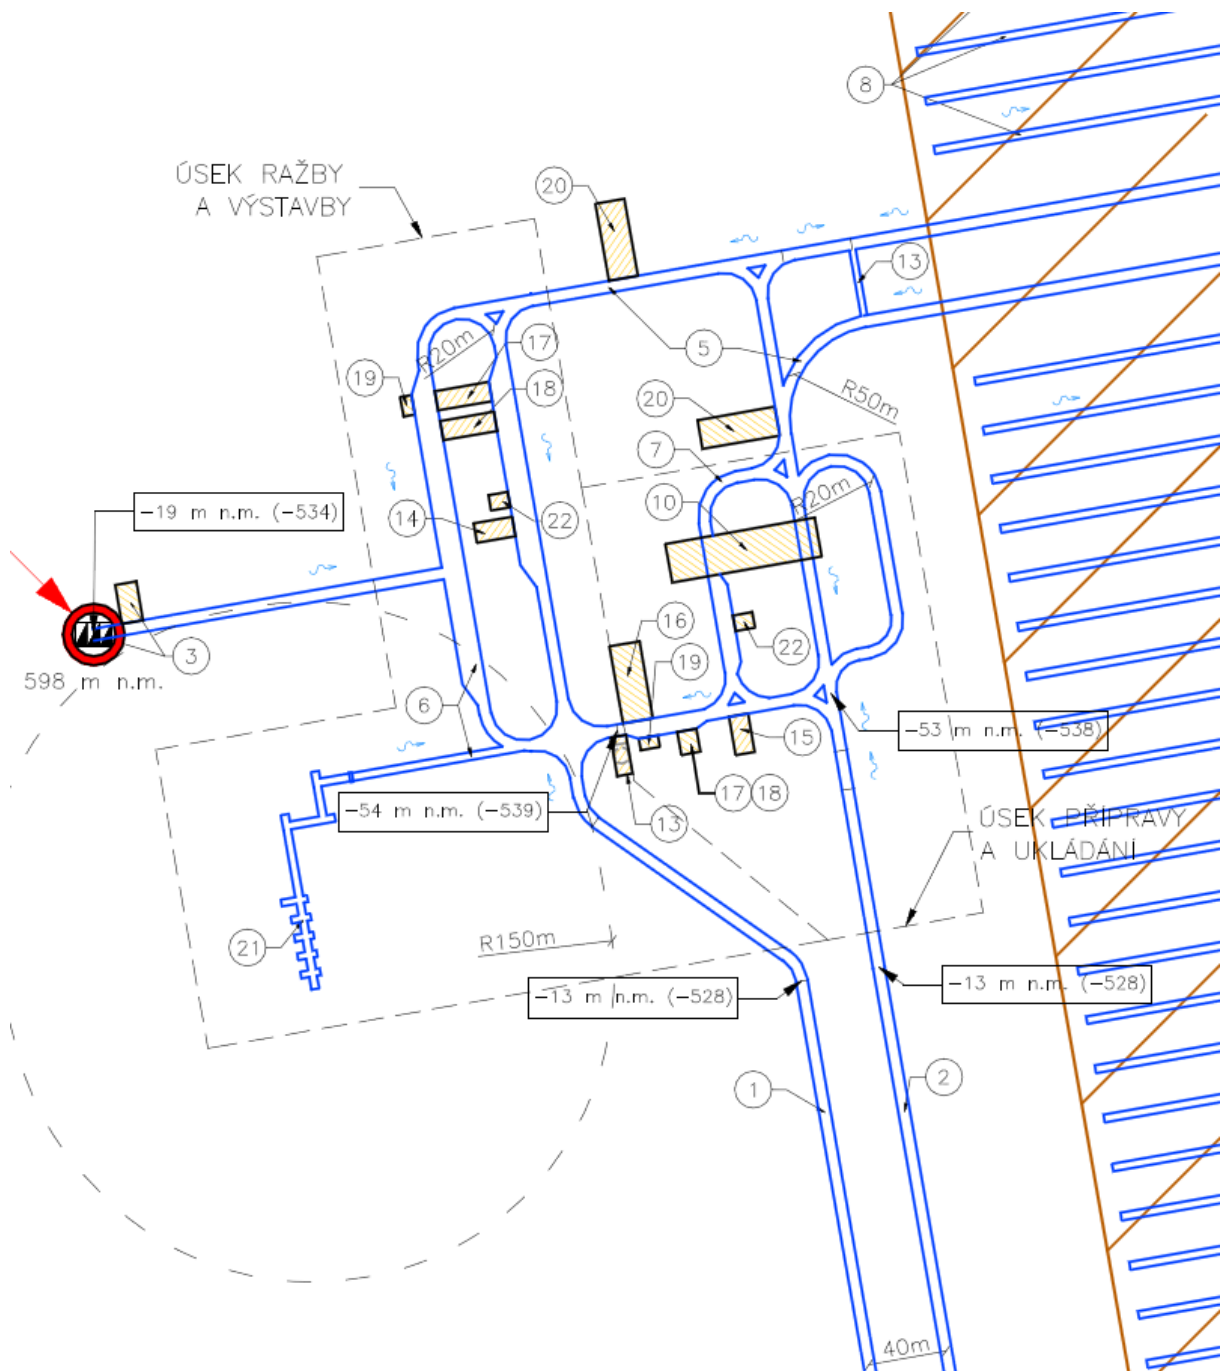 8
ÚSEK RAŽBY
A VÝSTAVBY
20
13
5
R20m
17
19
18
R50m
20
7
10
R20m
−19 m n.m. (−534)
14
22
16
22
3
19
598 m n.m.
6
15
−53 m n.m. (−538)
17
18
−54 m n.m. (−539)
13
ÚSEK PŘÍPRAVY
A UKLÁDÁNÍ
21
R150m
−13 m n.m. (−528)
−13 m n.m. (−528)
1
2
40m